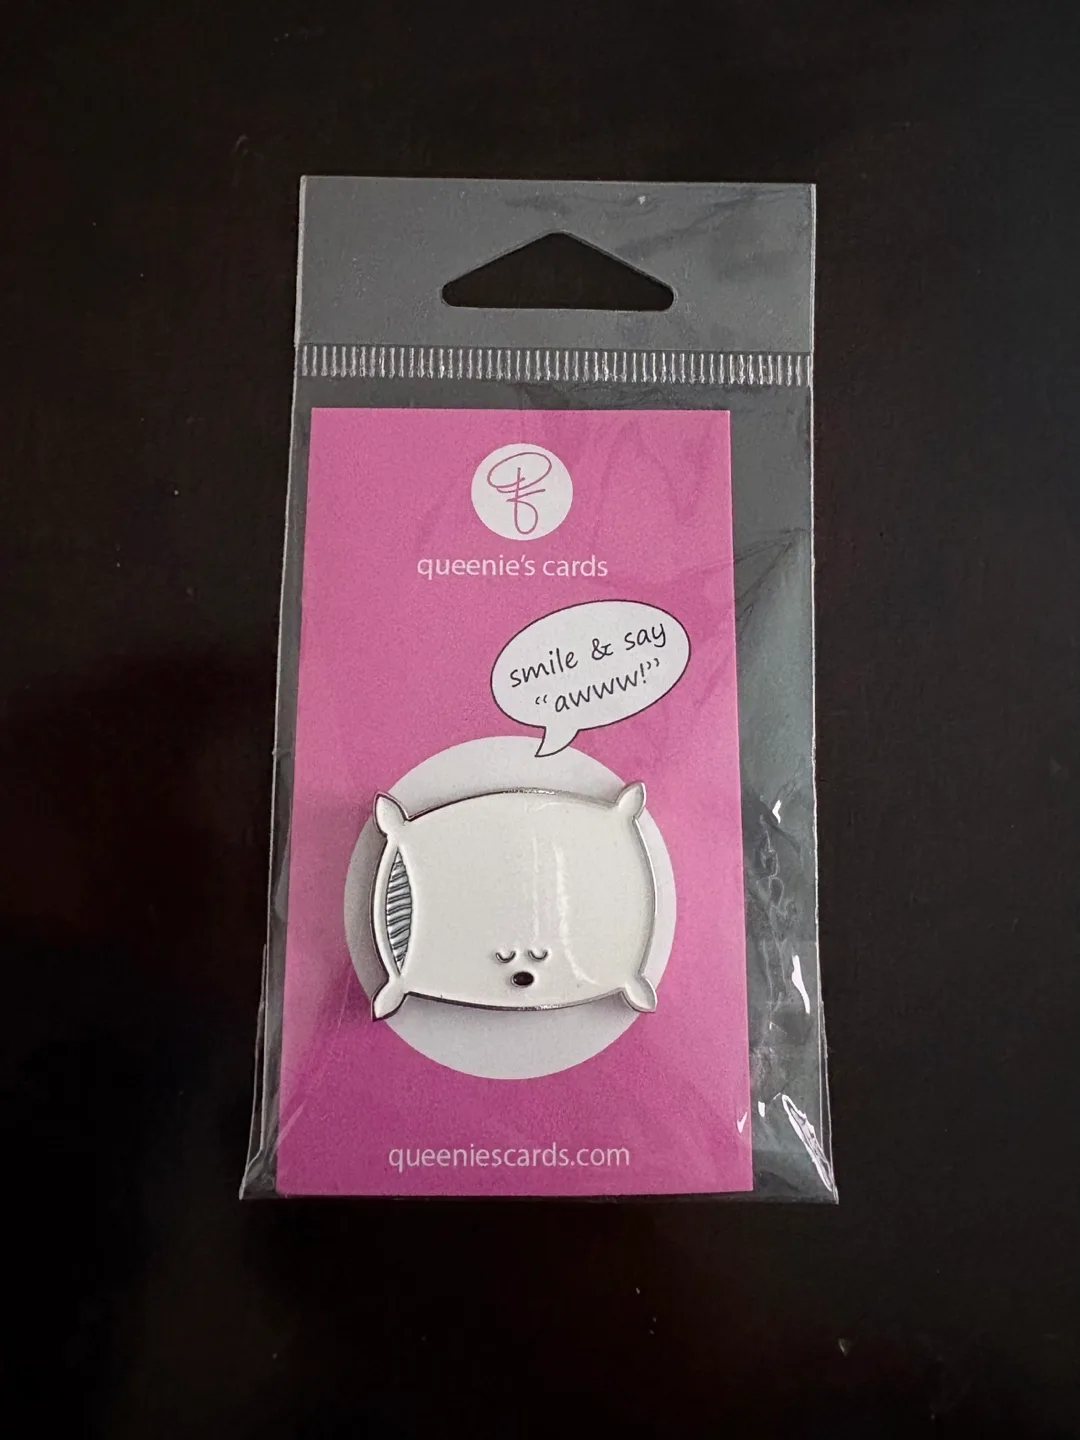 queenie's cards
smile & say
“awww!”
queeniescards.com